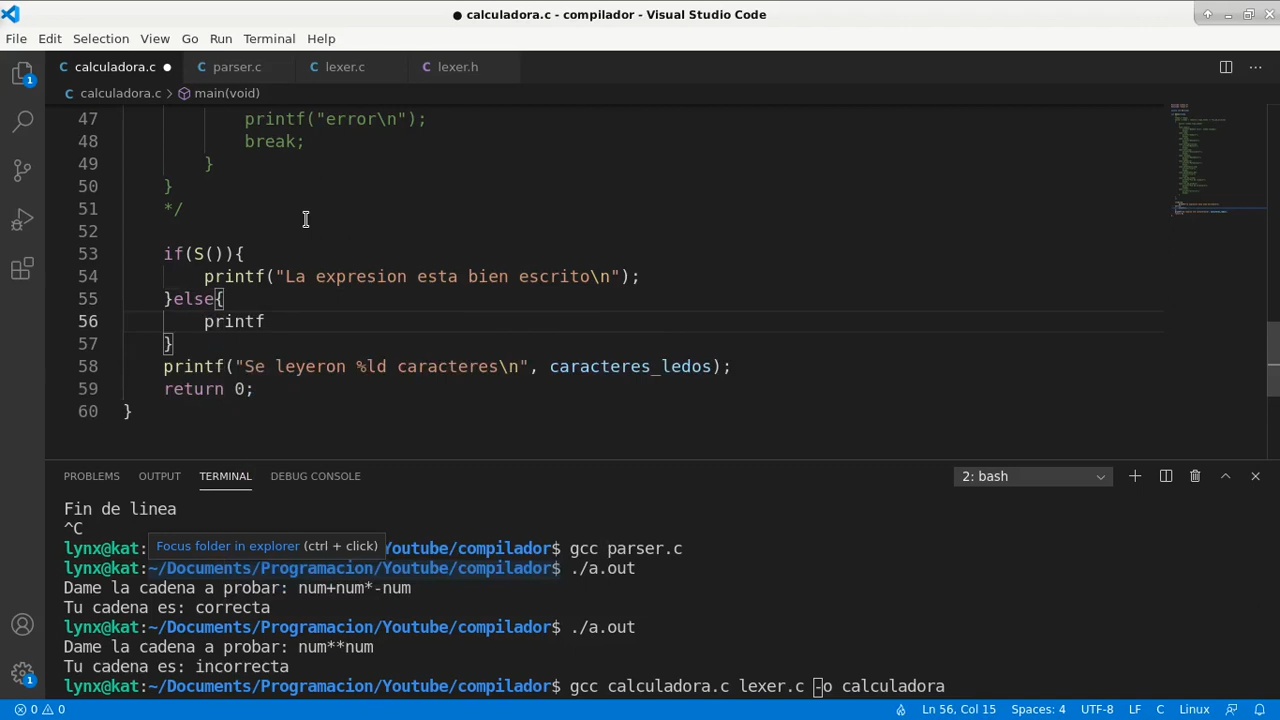 ● calculadora.c - compilador - Visual Studio Code
File Edit Selection View Go Run Terminal Help
C calculadora.c ● C parser.c C lexer.c C lexer.h
C calculadora.c > main(void)
47 printf("error\n");
48 break;
49 }
50 }
51 */
52
53 if(S()){
54 printf("La expresion esta bien escrito\n");
55 }else{
56 printf
57 }
58 printf("Se leyeron %ld caracteres\n", caracteres_ledos);
59 return 0;
60 }
PROBLEMS OUTPUT TERMINAL DEBUG CONSOLE 2: bash
Fin de linea
^C
Focus folder in explorer (ctrl + click)
lynx@kat: Youtube/compilador$ gcc parser.c
lynx@kat:~/Documents/Programacion/Youtube/compilador$ ./a.out
Dame la cadena a probar: num+num*-num
Tu cadena es: correcta
lynx@kat:~/Documents/Programacion/Youtube/compilador$ ./a.out
Dame la cadena a probar: num**num
Tu cadena es: incorrecta
lynx@kat:~/Documents/Programacion/Youtube/compilador$ gcc calculadora.c lexer.c -o calculadora
0 0 Ln 56, Col 15 Spaces: 4 UTF-8 LF C Linux